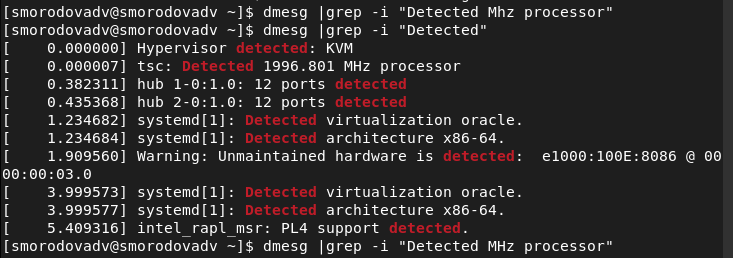 [smorodovadv@smorodovadv ~]$ dmesg |grep -i "Detected Mhz processor"
[smorodovadv@smorodovadv ~]$ dmesg |grep -i "Detected"
[    0.000000] Hypervisor detected: KVM
[    0.000007] tsc: Detected 1996.801 MHz processor
[    0.382311] hub 1-0:1.0: 12 ports detected
[    0.435368] hub 2-0:1.0: 12 ports detected
[    1.234682] systemd[1]: Detected virtualization oracle.
[    1.234684] systemd[1]: Detected architecture x86-64.
[    1.909560] Warning: Unmaintained hardware is detected:  e1000:100E:8086 @ 00
00:00:03.0
[    3.999573] systemd[1]: Detected virtualization oracle.
[    3.999577] systemd[1]: Detected architecture x86-64.
[    5.409316] intel_rapl_msr: PL4 support detected.
[smorodovadv@smorodovadv ~]$ dmesg |grep -i "Detected MHz processor"